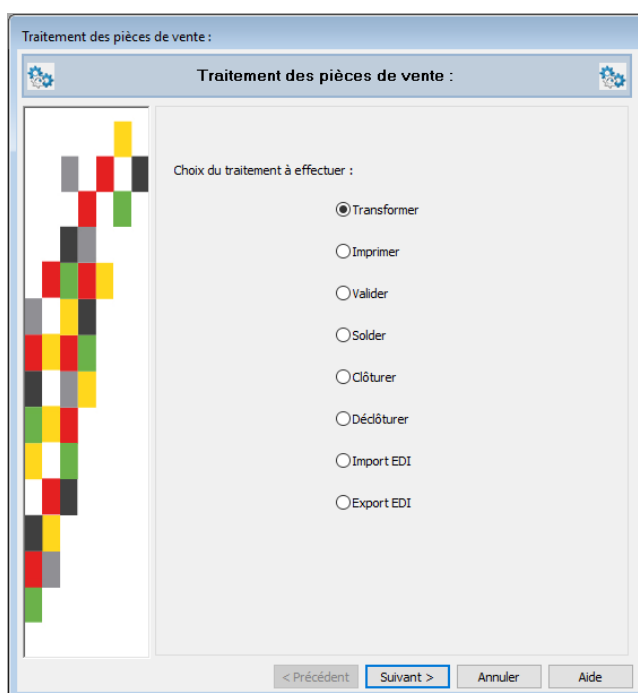 Traitement des pièces de vente :
Traitement des pièces de vente :
Choix du traitement à effectuer :
Transformer
Imprimer
Valider
Solder
Clôturer
Déclôturer
Import EDI
Export EDI
< Précédent Suivant > Annuler Aide